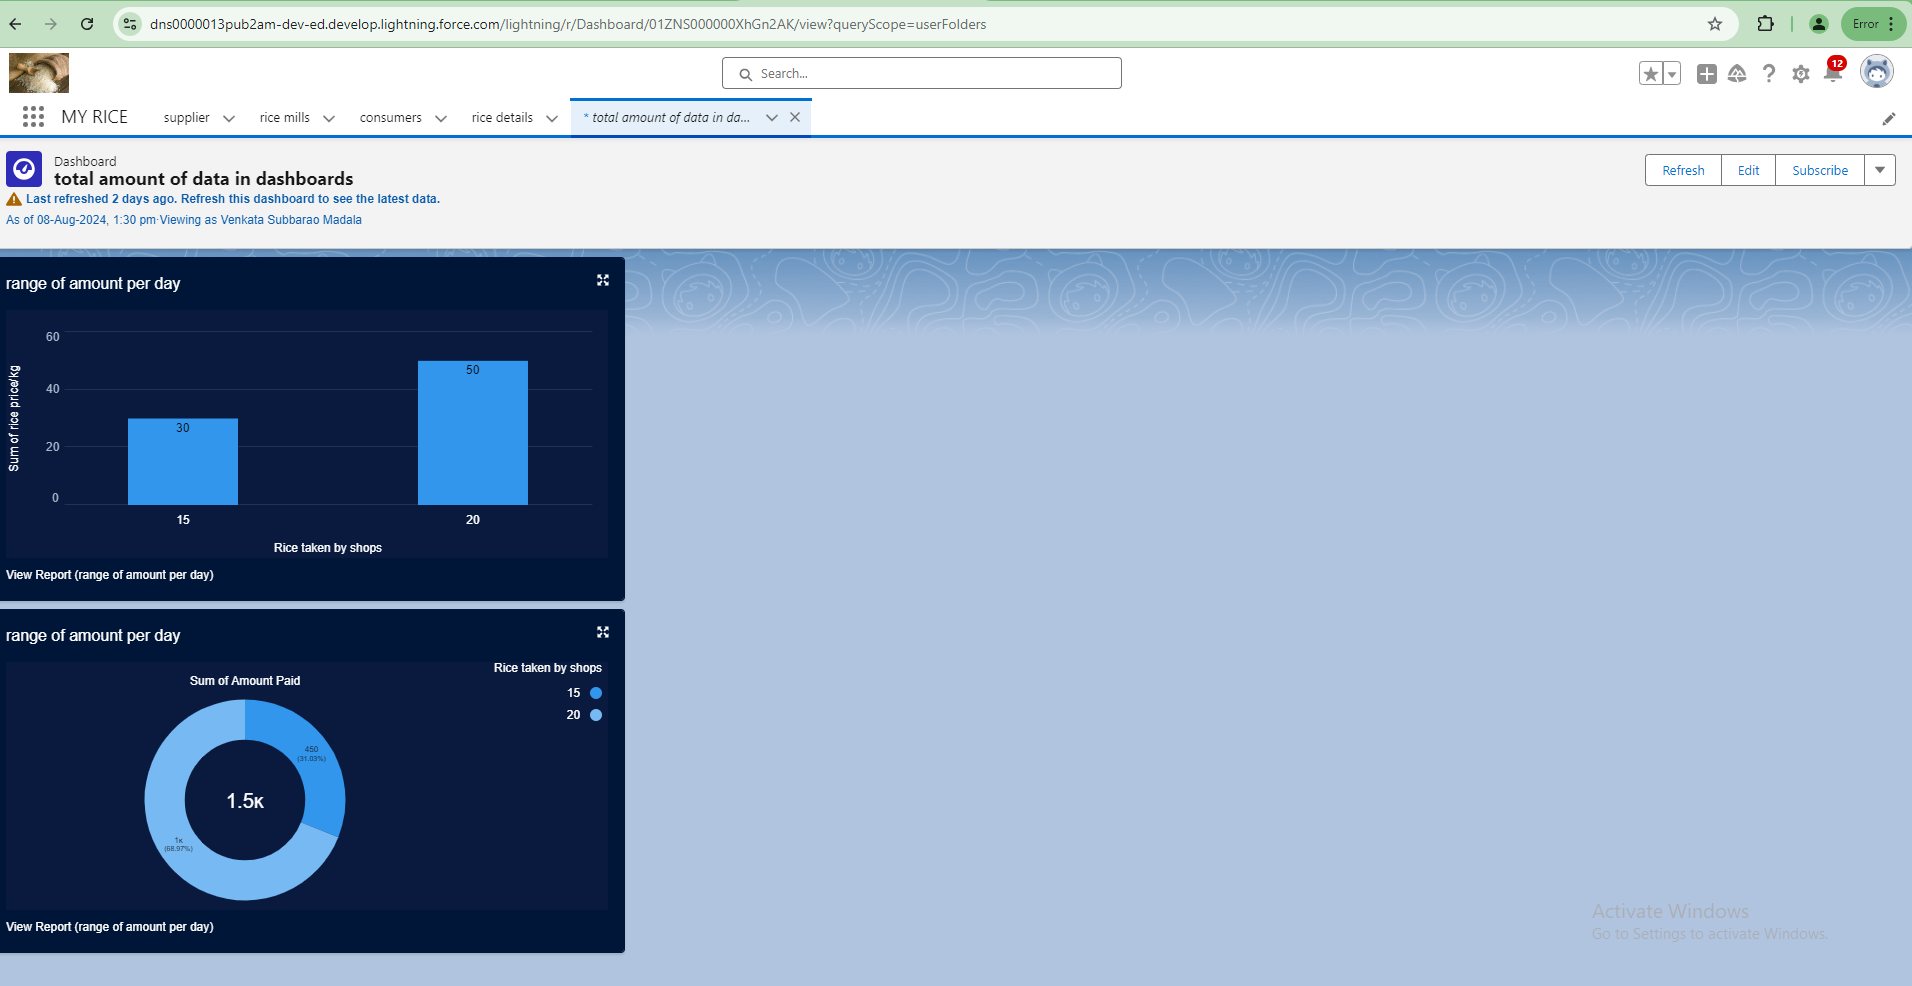 dns0000013pub2am-dev-ed.develop.lightning.force.com/lightning/r/Dashboard/01ZNS000000XhGn2AK/view?queryScope=userFolders
Error
Search...
12
MY RICE
supplier
rice mills
consumers
rice details
* total amount of data in da...
Dashboard
total amount of data in dashboards
Last refreshed 2 days ago. Refresh this dashboard to see the latest data.
As of 08-Aug-2024, 1:30 pm·Viewing as Venkata Subbarao Madala
Refresh
Edit
Subscribe
range of amount per day
Sum of rice price/kg
60
40
20
0
30
50
15
20
Rice taken by shops
View Report (range of amount per day)
range of amount per day
Sum of Amount Paid
Rice taken by shops
15
20
450
(31.03%)
1.5K
1K
(68.97%)
View Report (range of amount per day)
Activate Windows
Go to Settings to activate Windows.